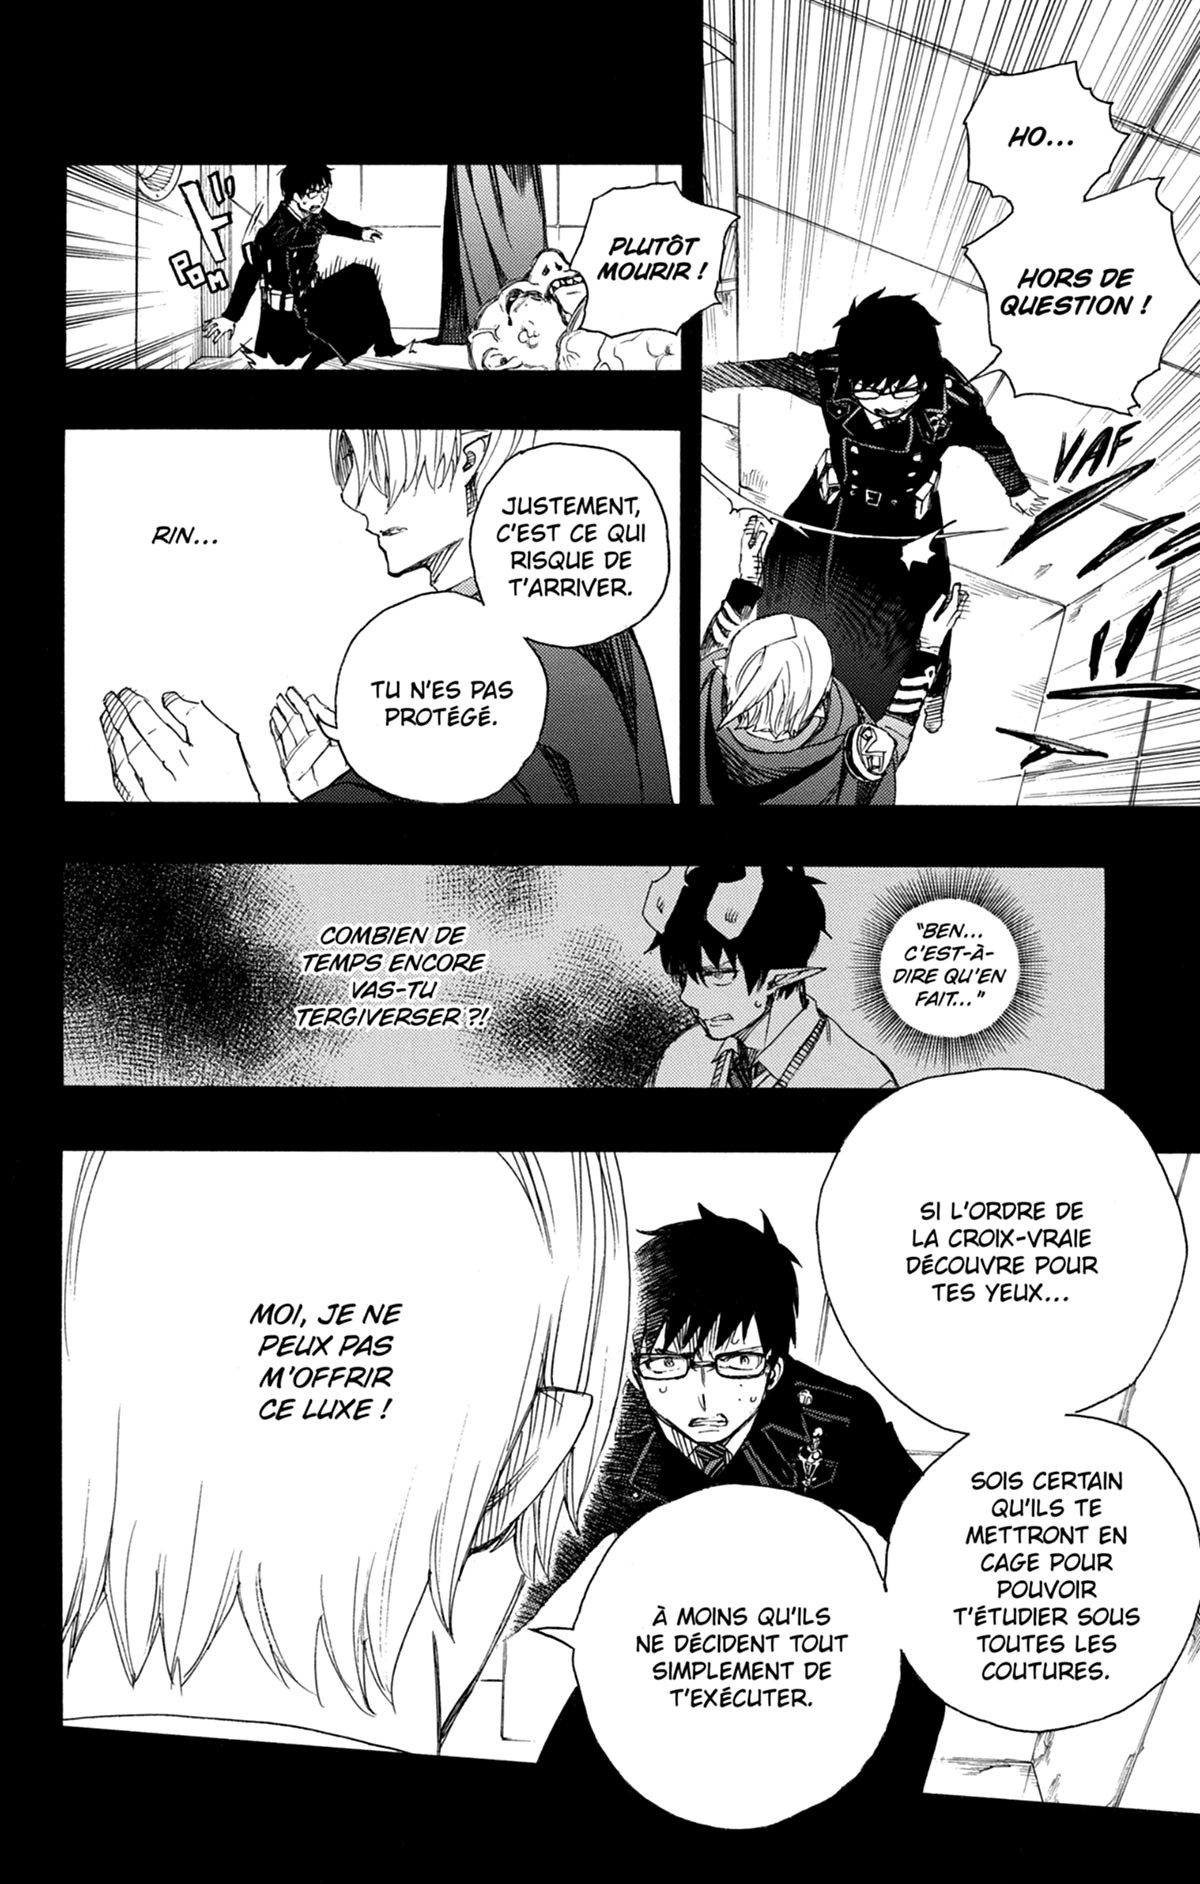 HO...
HORS DE
QUESTION !
VAF
PLUTÔT
MOURIR !
ド
POM
JUSTEMENT,
C'EST CE QUI
RISQUE DE
T'ARRIVER.
TU N'ES PAS
PROTÉGÉ.
RIN...
"BEN...
C'EST-À-
DIRE QU'EN
FAIT..."
COMBIEN DE
TEMPS ENCORE
VAS-TU
TERGIVERSER ?!
SI L'ORDRE DE
LA CROIX-VRAIE
DÉCOUVRE POUR
TES YEUX...
SOIS CERTAIN
QU'ILS TE
METTRONT EN
CAGE POUR
POUVOIR
T'ÉTUDIER SOUS
TOUTES LES
COUTURES.
À MOINS QU'ILS
NE DÉCIDENT TOUT
SIMPLEMENT DE
T'EXÉCUTER.
MOI, JE NE
PEUX PAS
M'OFFRIR
CE LUXE !